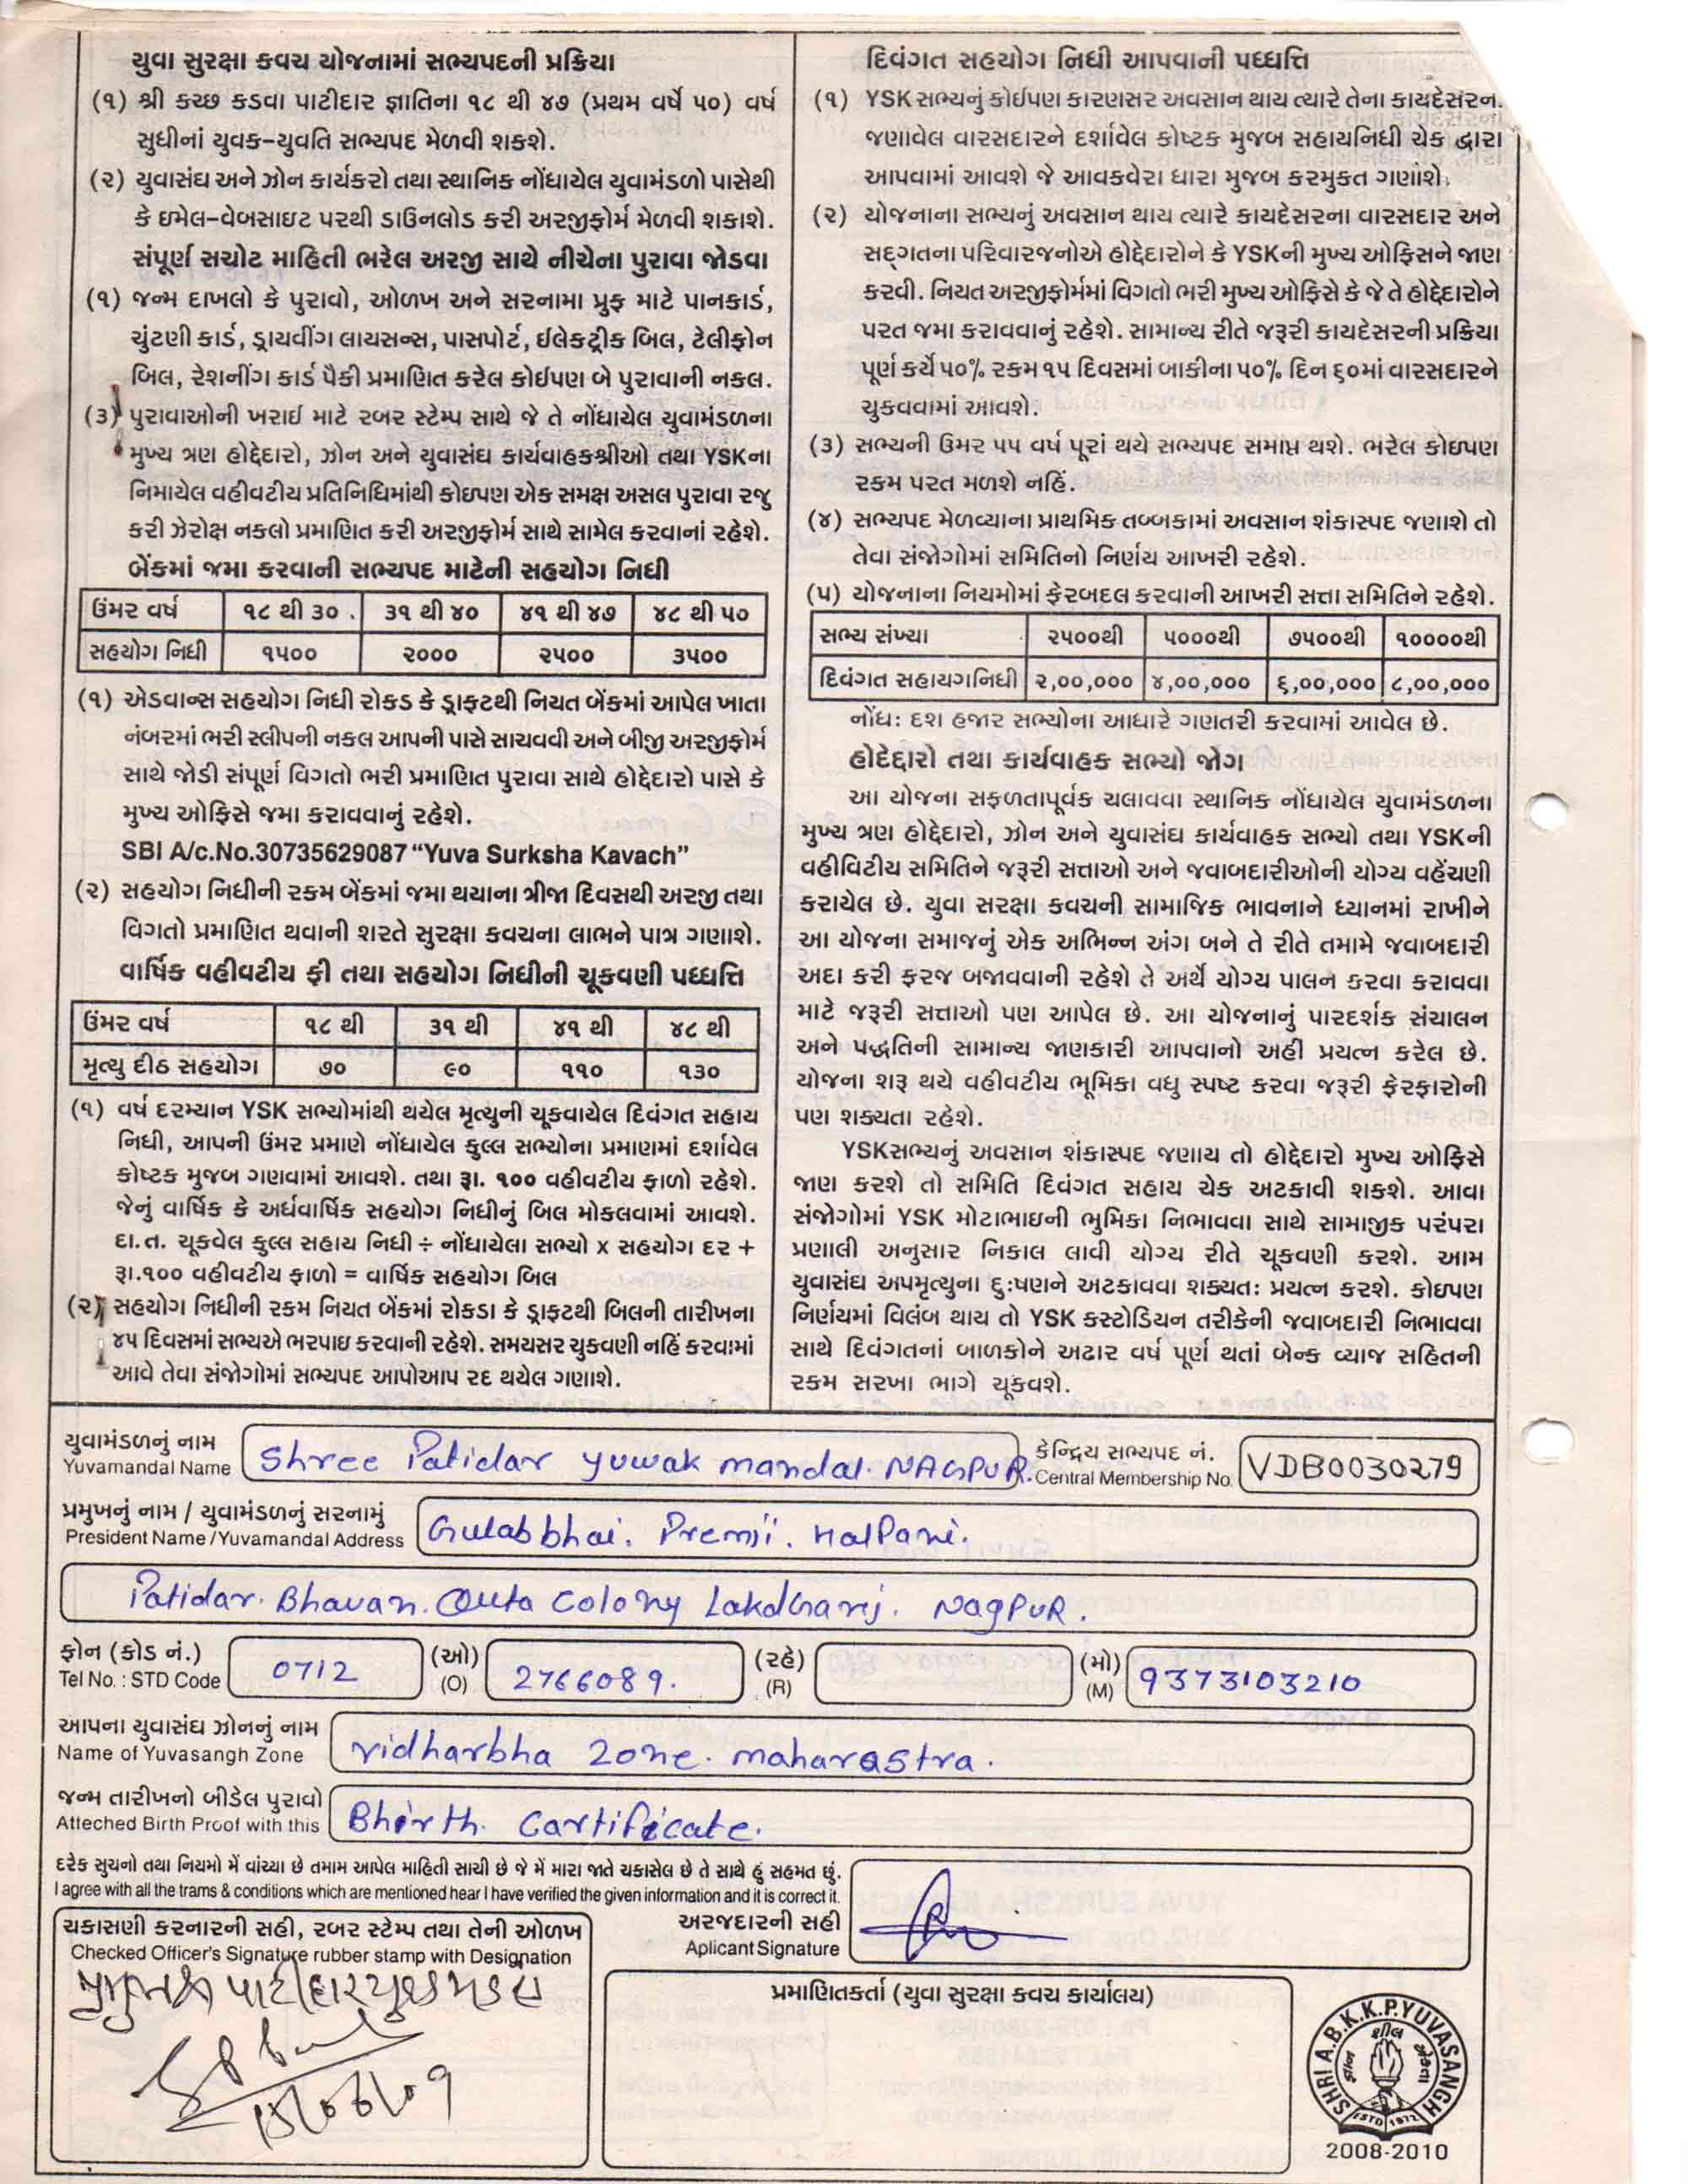 યુવા સુરક્ષા કવચ યોજનામાં સભ્યપદની પ્રક્રિયા
(૧) શ્રી કચ્છ કડવા પાટીદાર જ્ઞાતિના ૧૮ થી ૪૭ (પ્રથમ વર્ષે ૫૦) વર્ષ
સુધીનાં યુવક-યુવતિ સભ્યપદ મેળવી શકશે.
(૨) યુવાસંઘ અને ઝોન કાર્યકરો તથા સ્થાનિક નોંધાયેલ યુવામંડળો પાસેથી
કે ઇમેલ-વેબસાઇટ પરથી ડાઉનલોડ કરી અરજીફોર્મ મેળવી શકાશે.
સંપૂર્ણ સચોટ માહિતી ભરેલ અરજી સાથે નીચેના પુરાવા જોડવા
(૧) જન્મ દાખલો કે પુરાવો, ઓળખ અને સરનામા પ્રુફ માટે પાનકાર્ડ,
ચુંટણી કાર્ડ, ડ્રાયવીંગ લાયસન્સ, પાસપોર્ટ, ઈલેકટ્રીક બિલ, ટેલીફોન
બિલ, રેશનીંગ કાર્ડ પૈકી પ્રમાણિત કરેલ કોઈપણ બે પુરાવાની નકલ.
(૩) પુરાવાઓની ખરાઈ માટે રબર સ્ટેમ્પ સાથે જે તે નોંધાયેલ યુવામંડળના
મુખ્ય ત્રણ હોદ્દેદારો, ઝોન અને યુવાસંઘ કાર્યવાહકશ્રીઓ તથા YSKના
નિમાયેલ વહીવટીય પ્રતિનિધિમાંથી કોઇપણ એક સમક્ષ અસલ પુરાવા રજુ
કરી ઝેરોક્ષ નકલો પ્રમાણિત કરી અરજીફોર્મ સાથે સામેલ કરવાનાં રહેશે.
બેંકમાં જમા કરવાની સભ્યપદ માટેની સહયોગ નિધી
ઉંમર વર્ષ ૧૮ થી ૩૦ ૩૧ થી ૪૦ ૪૧ થી ૪૭ ૪૮ થી ૫૦
સહયોગ નિધી ૧૫૦૦ ૨૦૦૦ ૨૫૦૦ ૩૫૦૦
(૧) એડવાન્સ સહયોગ નિધી રોકડ કે ડ્રાફટથી નિયત બેંકમાં આપેલ ખાતા
નંબરમાં ભરી સ્લીપની નકલ આપની પાસે સાચવવી અને બીજી અરજીફોર્મ
સાથે જોડી સંપૂર્ણ વિગતો ભરી પ્રમાણિત પુરાવા સાથે હોદ્દેદારો પાસે કે
મુખ્ય ઓફિસે જમા કરાવવાનું રહેશે.
SBI A/c.No.30735629087 “Yuva Surksha Kavach”
(૨) સહયોગ નિધીની રકમ બેંકમાં જમા થયાના ત્રીજા દિવસથી અરજી તથા
વિગતો પ્રમાણિત થવાની શરતે સુરક્ષા કવચના લાભને પાત્ર ગણાશે.
વાર્ષિક વહીવટીય ફી તથા સહયોગ નિધીની ચૂકવણી પધ્ધતિ
ઉંમર વર્ષ ૧૮ થી ૩૧ થી ૪૧ થી ૪૮ થી
મૃત્યુ દીઠ સહયોગ ૭૦ ૯૦ ૧૧૦ ૧૩૦
(૧) વર્ષ દરમ્યાન YSK સભ્યોમાંથી થયેલ મૃત્યુની ચૂકવાયેલ દિવંગત સહાય
નિધી, આપની ઉંમર પ્રમાણે નોંધાયેલ કુલ્લ સભ્યોના પ્રમાણમાં દર્શાવેલ
કોષ્ટક મુજબ ગણવામાં આવશે. તથા રૂા. ૧૦૦ વહીવટીય ફાળો રહેશે.
જેનું વાર્ષિક કે અર્ધવાર્ષિક સહયોગ નિધીનું બિલ મોકલવામાં આવશે.
દા.ત. ચૂકવેલ કુલ્લ સહાય નિધી ÷ નોંધાયેલા સભ્યો x સહયોગ દર +
રૂા.૧૦૦ વહીવટીય ફાળો = વાર્ષિક સહયોગ બિલ
(૨) સહયોગ નિધીની રકમ નિયત બેંકમાં રોકડા કે ડ્રાફટથી બિલની તારીખના
૪૫ દિવસમાં સભ્યએ ભરપાઇ કરવાની રહેશે. સમયસર ચુકવણી નહિં કરવામાં
આવે તેવા સંજોગોમાં સભ્યપદ આપોઆપ રદ થયેલ ગણાશે.
દિવંગત સહયોગ નિધી આપવાની પધ્ધતિ
(૧) YSK સભ્યનું કોઈપણ કારણસર અવસાન થાય ત્યારે તેના કાયદેસરન
જણાવેલ વારસદારને દર્શાવેલ કોષ્ટક મુજબ સહાયનિધી ચેક દ્વારા
આપવામાં આવશે જે આવકવેરા ધારા મુજબ કરમુકત ગણાશે.
(૨) યોજનાના સભ્યનું અવસાન થાય ત્યારે કાયદેસરના વારસદાર અને
સદ્ગતના પરિવારજનોએ હોદ્દેદારોને કે YSKની મુખ્ય ઓફિસને જાણ
કરવી. નિયત અરજીફોર્મમાં વિગતો ભરી મુખ્ય ઓફિસે કે જે તે હોદ્દેદારોને
પરત જમા કરાવવાનું રહેશે. સામાન્ય રીતે જરૂરી કાયદેસરની પ્રક્રિયા
પૂર્ણ કર્યે ૫૦% રકમ ૧૫ દિવસમાં બાકીના ૫૦% દિન ૬૦માં વારસદારને
ચુકવવામાં આવશે.
(૩) સભ્યની ઉમર ૫૫ વર્ષ પૂરાં થયે સભ્યપદ સમાપ્ત થશે. ભરેલ કોઇપણ
રકમ પરત મળશે નહિં.
(૪) સભ્યપદ મેળવ્યાના પ્રાથમિક તબ્બકામાં અવસાન શંકાસ્પદ જણાશે તો
તેવા સંજોગોમાં સમિતિનો નિર્ણય આખરી રહેશે.
(૫) યોજનાના નિયમોમાં ફેરબદલ કરવાની આખરી સત્તા સમિતિને રહેશે.
સભ્ય સંખ્યા ૨૫૦૦થી ૫૦૦૦થી ૭૫૦૦થી ૧૦૦૦૦થી
દિવંગત સહાયગનિધી ૨,૦૦,૦૦૦ ૪,૦૦,૦૦૦ ૬,૦૦,૦૦૦ ૮,૦૦,૦૦૦
નોંધઃ દશ હજાર સભ્યોના આધારે ગણતરી કરવામાં આવેલ છે.
હોદેદ્દારો તથા કાર્યવાહક સભ્યો જોગ
આ યોજના સફળતાપૂર્વક ચલાવવા સ્થાનિક નોંધાયેલ યુવામંડળના
મુખ્ય ત્રણ હોદ્દેદારો, ઝોન અને યુવાસંઘ કાર્યવાહક સભ્યો તથા YSKની
વહીવિટીય સમિતિને જરૂરી સત્તાઓ અને જવાબદારીઓની યોગ્ય વહેંચણી
કરાયેલ છે. યુવા સરક્ષા કવચની સામાજિક ભાવનાને ધ્યાનમાં રાખીને
આ યોજના સમાજનું એક અભિન્ન અંગ બને તે રીતે તમામે જવાબદારી
અદા કરી ફરજ બજાવવાની રહેશે તે અર્થે યોગ્ય પાલન કરવા કરાવવા
માટે જરૂરી સત્તાઓ પણ આપેલ છે. આ યોજનાનું પારદર્શક સંચાલન
અને પદ્ધતિની સામાન્ય જાણકારી આપવાનો અહીં પ્રયત્ન કરેલ છે.
યોજના શરૂ થયે વહીવટીય ભૂમિકા વધુ સ્પષ્ટ કરવા જરૂરી ફેરફારોની
પણ શક્યતા રહેશે.
YSKસભ્યનું અવસાન શંકાસ્પદ જણાય તો હોદ્દેદારો મુખ્ય ઓફિસે
જાણ કરશે તો સમિતિ દિવંગત સહાય ચેક અટકાવી શકશે. આવા
સંજોગોમાં YSK મોટાભાઇની ભુમિકા નિભાવવા સાથે સામાજીક પરંપરા
પ્રણાલી અનુસાર નિકાલ લાવી યોગ્ય રીતે ચૂકવણી કરશે. આમ
યુવાસંઘ અપમૃત્યુના દુઃષણને અટકાવવા શક્યતઃ પ્રયત્ન કરશે. કોઇપણ
નિર્ણયમાં વિલંબ થાય તો YSK કસ્ટોડિયન તરીકેની જવાબદારી નિભાવવા
સાથે દિવંગતનાં બાળકોને અઢાર વર્ષ પૂર્ણ થતાં બેન્ક વ્યાજ સહિતની
રકમ સરખા ભાગે ચૂકવશે.
યુવામંડળનું નામ
Yuvamandal Name
Shree Patidar yuwak mandal. NAGPUR.
કેન્દ્રિય સભ્યપદ નં.
Central Membership No.
VDB0030279
પ્રમુખનું નામ / યુવામંડળનું સરનામું
President Name/Yuvamandal Address
Gulabbhai. Premji. Halpani.
Patidar. Bhavan. Quta Colony Lakdganj. NagPUR.
ફોન (કોડ નં.)
Tel No. : STD Code
0712
(ઓ)
(O)
2766089.
(રહે)
(R)
(મો)
(M)
9373103210
આપના યુવાસંઘ ઝોનનું નામ
Name of Yuvasangh Zone
vidharbha zone. maharastra.
જન્મ તારીખનો બીડેલ પુરાવો
Atteched Birth Proof with this
Bhirth. Cartificate.
દરેક સુચનો તથા નિયમો મેં વાંચ્યા છે તમામ આપેલ માહિતી સાચી છે જે મેં મારા જાતે ચકાસેલ છે તે સાથે હું સહમત છું.
I agree with all the trams & conditions which are mentioned hear I have verified the given information and it is correct it.
અરજદારની સહી
Aplicant Signature
ચકાસણી કરનારની સહી, રબર સ્ટેમ્પ તથા તેની ઓળખ
Checked Officer's Signature rubber stamp with Designation
15/06/09
પ્રમાણિતકર્તા (યુવા સુરક્ષા કવચ કાર્યાલય)
SHRI A.B.K.K.P.YUVASANGH
ESTD 1972
2008-2010